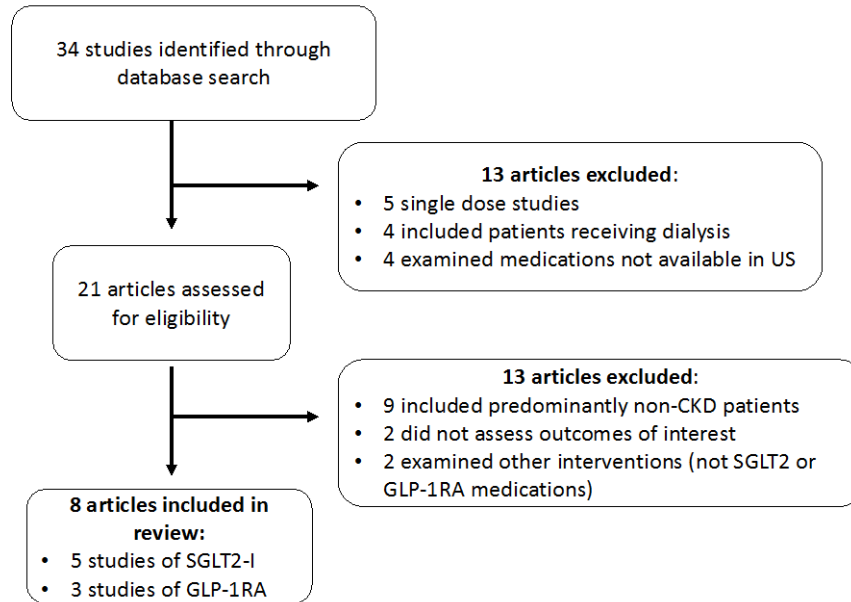 34 studies identified through
database search
13 articles excluded:
• 5 single dose studies
• 4 included patients receiving dialysis
• 4 examined medications not available in US
21 articles assessed
for eligibility
13 articles excluded:
• 9 included predominantly non-CKD patients
• 2 did not assess outcomes of interest
• 2 examined other interventions (not SGLT2 or
GLP-1RA medications)
8 articles included in
review:
• 5 studies of SGLT2-I
• 3 studies of GLP-1RA